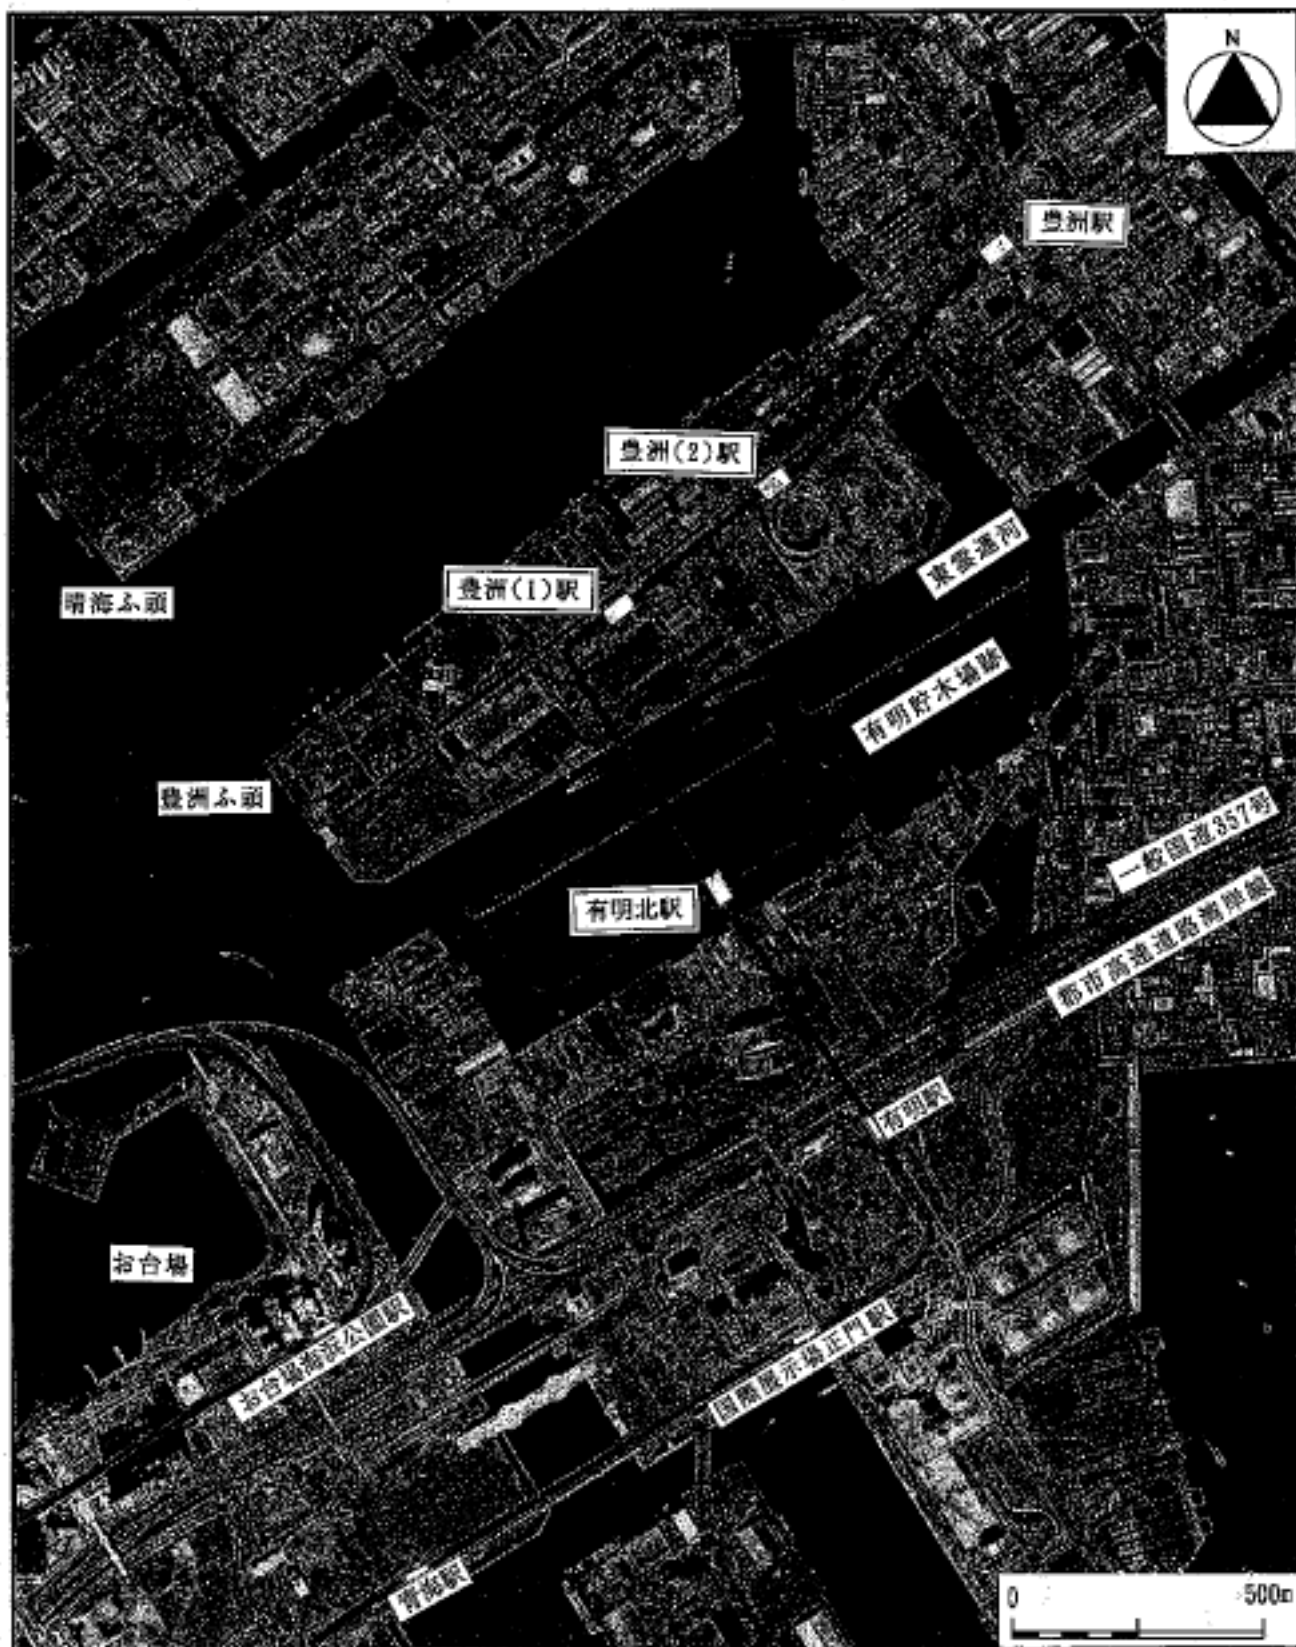 N
豊洲駅
豊洲(2)駅
東雲運河
豊洲(1)駅
晴海ふ頭
有明貯木場跡
豊洲ふ頭
一般国道357号
有明北駅
都市高速道路湾岸線
有明駅
お台場
お台場海浜公園駅
国際展示場正門駅
青海駅
0 500m